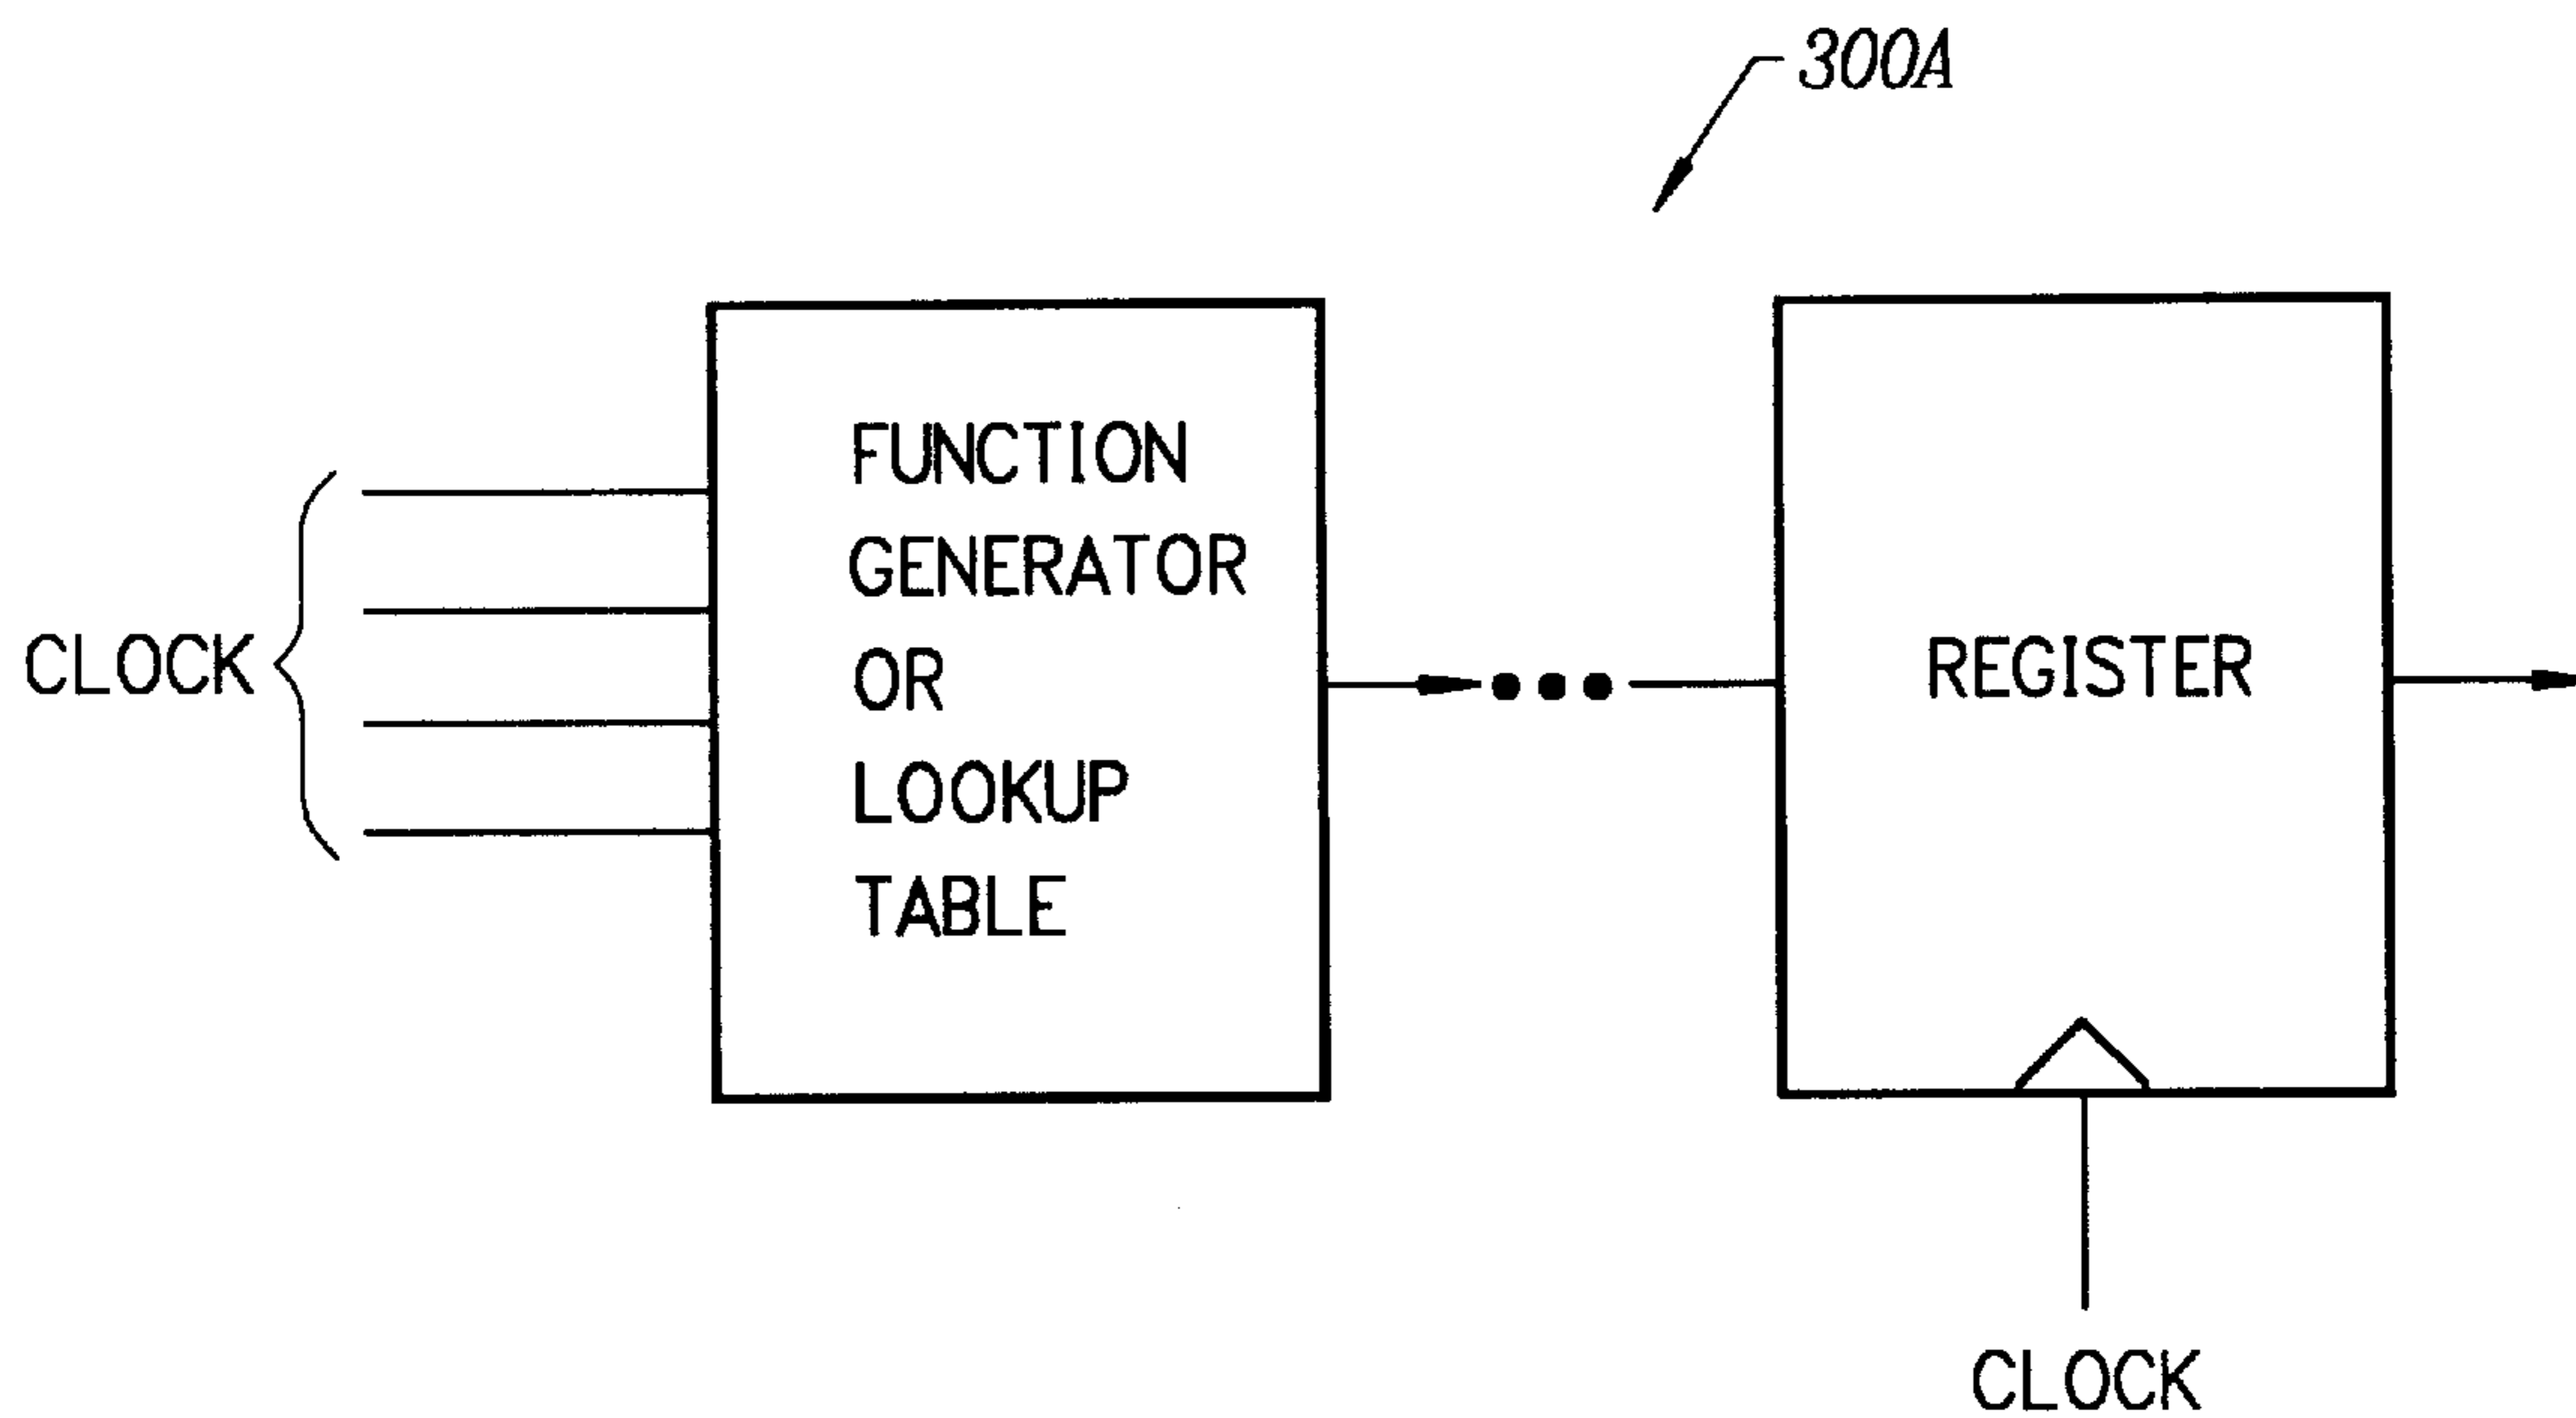 300A
CLOCK
FUNCTION
GENERATOR
OR
LOOKUP
TABLE
REGISTER
CLOCK